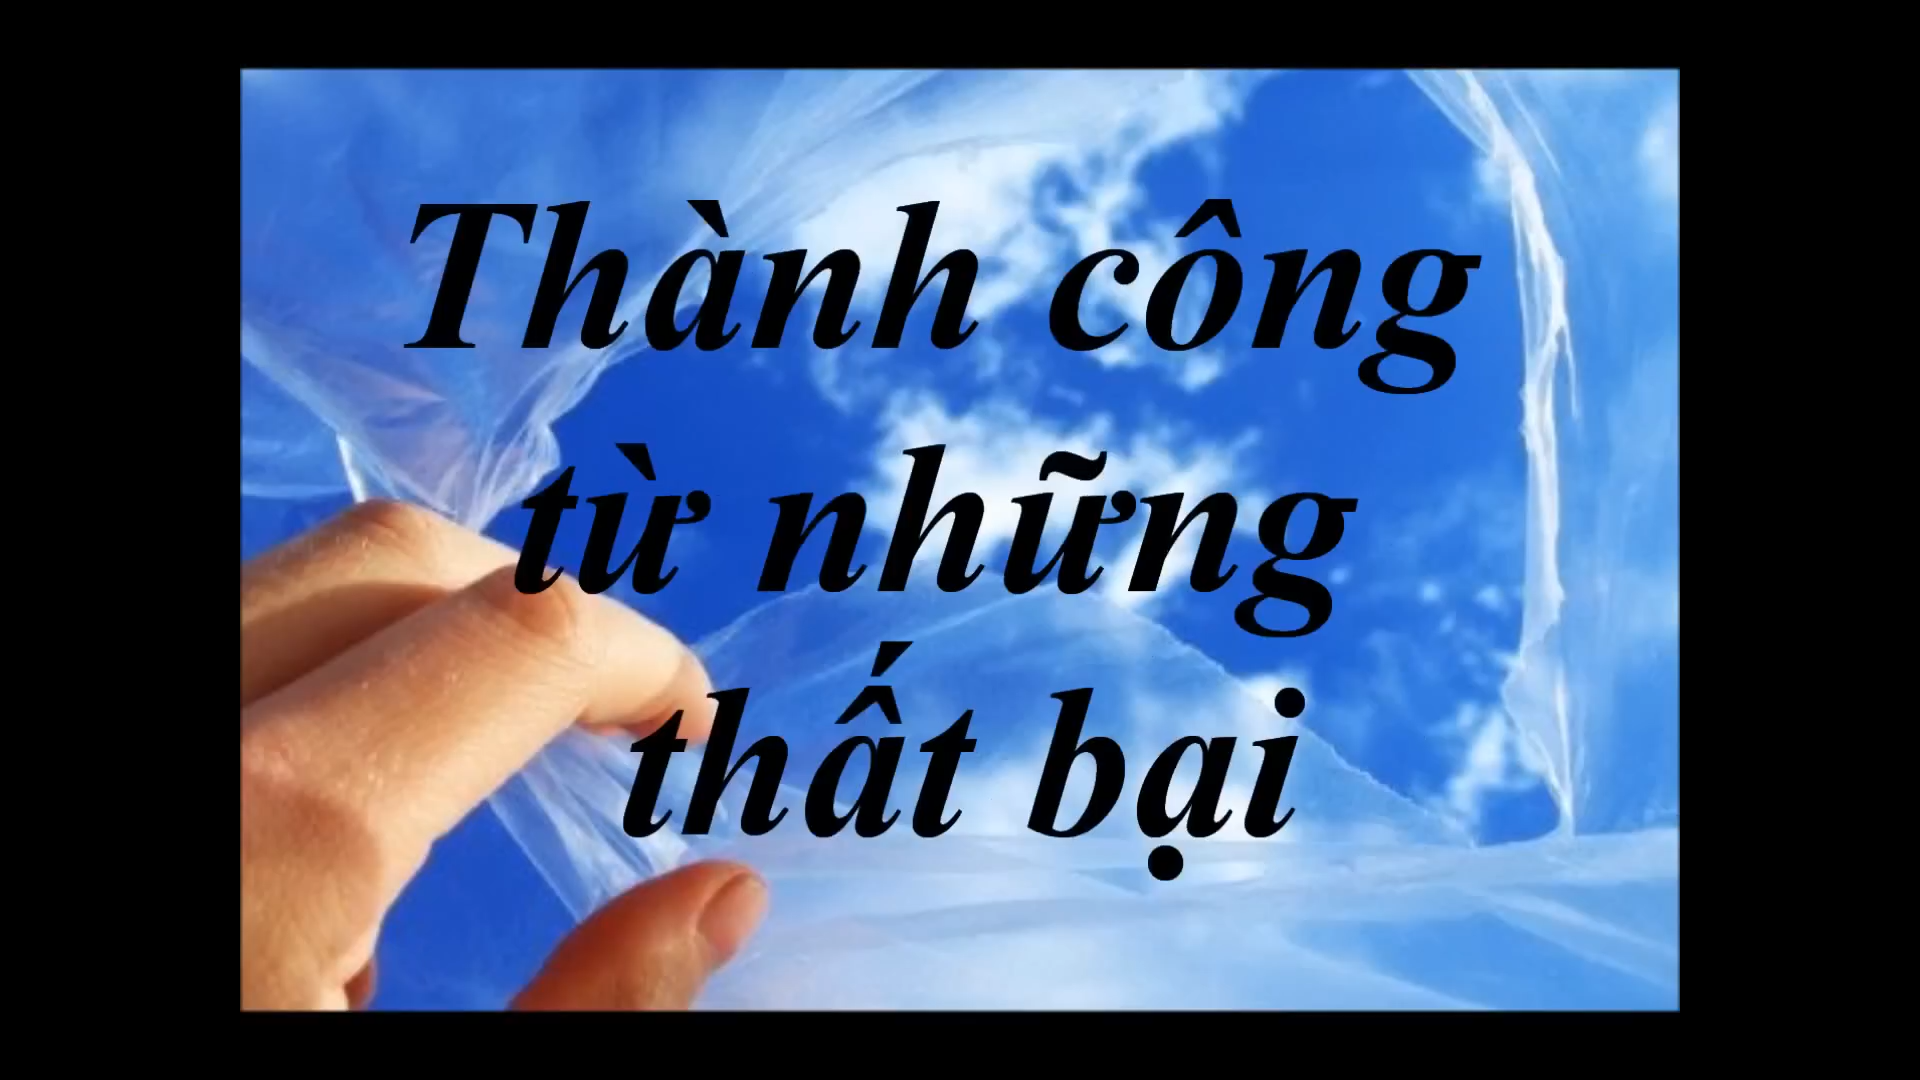 Thành công
từ những
thất bại